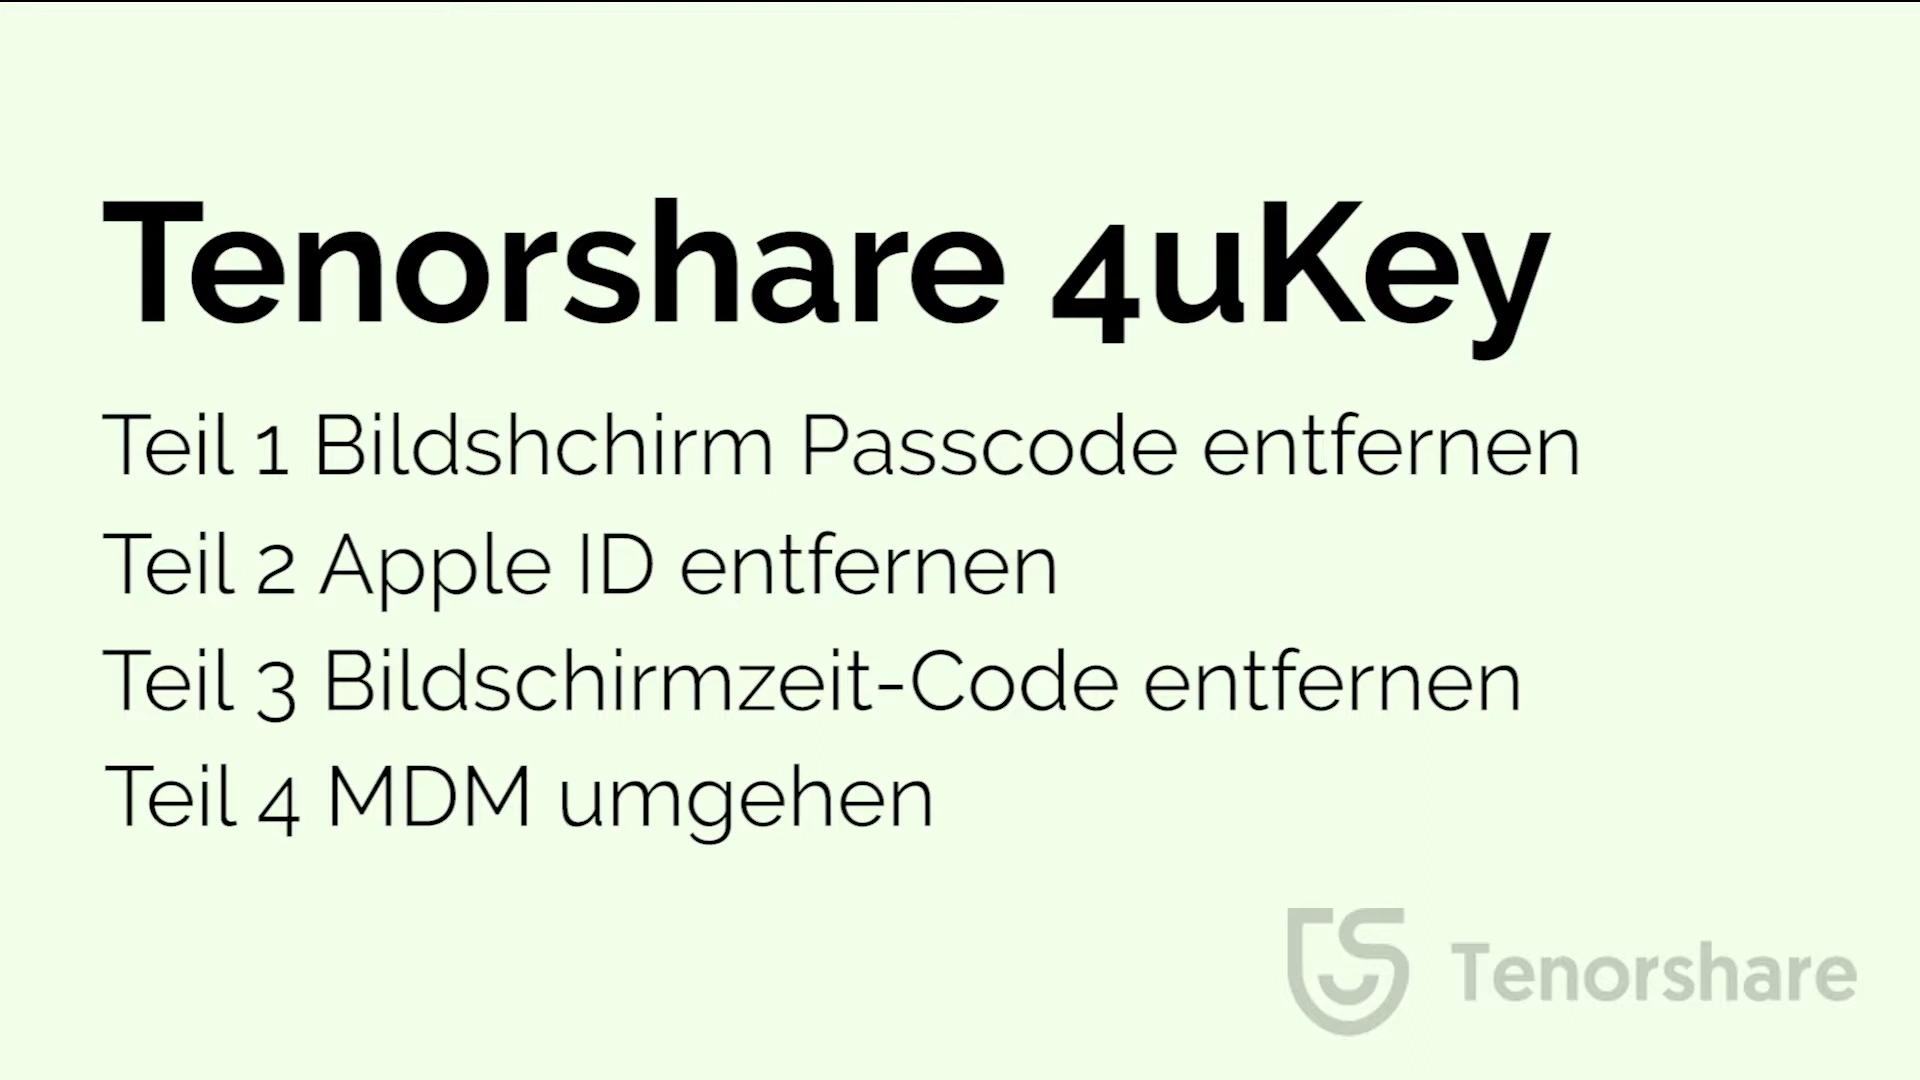 Tenorshare 4uKey
Teil 1 Bildshchirm Passcode entfernen
Teil 2 Apple ID entfernen
Teil 3 Bildschirmzeit-Code entfernen
Teil 4 MDM umgehen
Tenorshare